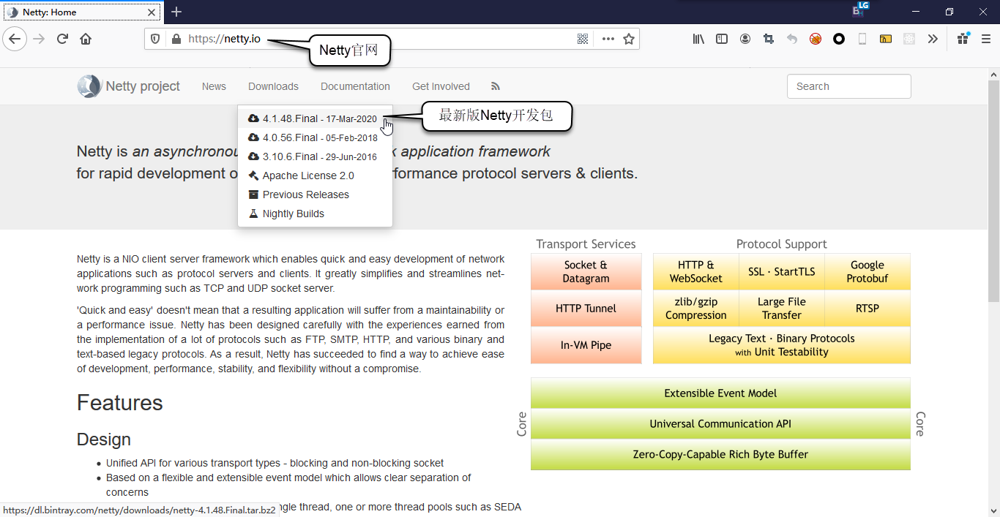 Netty: Home
LG
https://netty.io
Netty官网
Netty project
News
Downloads
Documentation
Get Involved
Search
4.1.48.Final - 17-Mar-2020
最新版Netty开发包
4.0.56.Final - 05-Feb-2018
3.10.6.Final - 29-Jun-2016
Apache License 2.0
Previous Releases
Nightly Builds
Netty is an asynchronou
k application framework
for rapid development o
formance protocol servers & clients.
Netty is a NIO client server framework which enables quick and easy development of network
applications such as protocol servers and clients. It greatly simplifies and streamlines net-
work programming such as TCP and UDP socket server.
'Quick and easy' doesn't mean that a resulting application will suffer from a maintainability or
a performance issue. Netty has been designed carefully with the experiences earned from
the implementation of a lot of protocols such as FTP, SMTP, HTTP, and various binary and
text-based legacy protocols. As a result, Netty has succeeded to find a way to achieve ease
of development, performance, stability, and flexibility without a compromise.
Features
Design
Unified API for various transport types - blocking and non-blocking socket
Based on a flexible and extensible event model which allows clear separation of
concerns
ngle thread, one or more thread pools such as SEDA
https://dl.bintray.com/netty/downloads/netty-4.1.48.Final.tar.bz2
Transport Services
Socket &
Datagram
HTTP Tunnel
In-VM Pipe
Protocol Support
HTTP &
WebSocket
SSL · StartTLS
Google
Protobuf
zlib/gzip
Compression
Large File
Transfer
RTSP
Legacy Text · Binary Protocols
with Unit Testability
Core
Extensible Event Model
Universal Communication API
Zero-Copy-Capable Rich Byte Buffer
Core